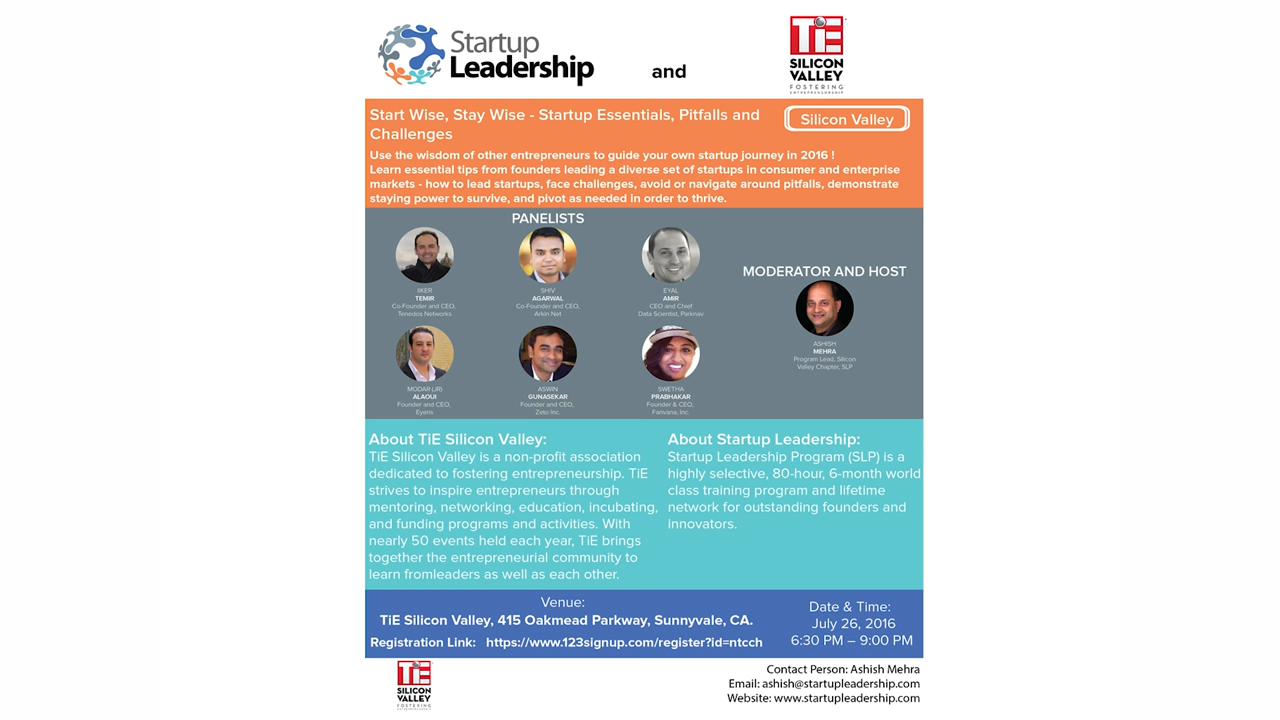 Startup
Leadership
and
TiE
SILICON
VALLEY
FOSTERING
ENTREPRENEURSHIP
Start Wise, Stay Wise - Startup Essentials, Pitfalls and
Challenges
Silicon Valley
Use the wisdom of other entrepreneurs to guide your own startup journey in 2016 !
Learn essential tips from founders leading a diverse set of startups in consumer and enterprise
markets - how to lead startups, face challenges, avoid or navigate around pitfalls, demonstrate
staying power to survive, and pivot as needed in order to thrive.
PANELISTS
IlKER
TEMIR
Co-Founder and CEO,
Tenedos Networks
SHIV
AGARWAL
Co-Founder and CEO,
Arkin Net
EYAL
AMIR
CEO and Chief
Data Scientist, Parknav
MODAR (JR)
ALAOUI
Founder and CEO,
Eyeris
ASWIN
GUNASEKAR
Founder and CEO,
Zeto Inc.
SWETHA
PRABHAKAR
Founder & CEO,
Fanvana, Inc.
MODERATOR AND HOST
ASHISH
MEHRA
Program Lead, Silicon
Valley Chapter, SLP
About TiE Silicon Valley:
TiE Silicon Valley is a non-profit association
dedicated to fostering entrepreneurship. TiE
strives to inspire entrepreneurs through
mentoring, networking, education, incubating,
and funding programs and activities. With
nearly 50 events held each year, TiE brings
together the entrepreneurial community to
learn fromleaders as well as each other.
About Startup Leadership:
Startup Leadership Program (SLP) is a
highly selective, 80-hour, 6-month world
class training program and lifetime
network for outstanding founders and
innovators.
Venue:
TiE Silicon Valley, 415 Oakmead Parkway, Sunnyvale, CA.
Registration Link: https://www.123signup.com/register?id=ntcch
Date & Time:
July 26, 2016
6:30 PM – 9:00 PM
TiE
SILICON
VALLEY
FOSTERING
ENTREPRENEURSHIP
Contact Person: Ashish Mehra
Email: ashish@startupleadership.com
Website: www.startupleadership.com